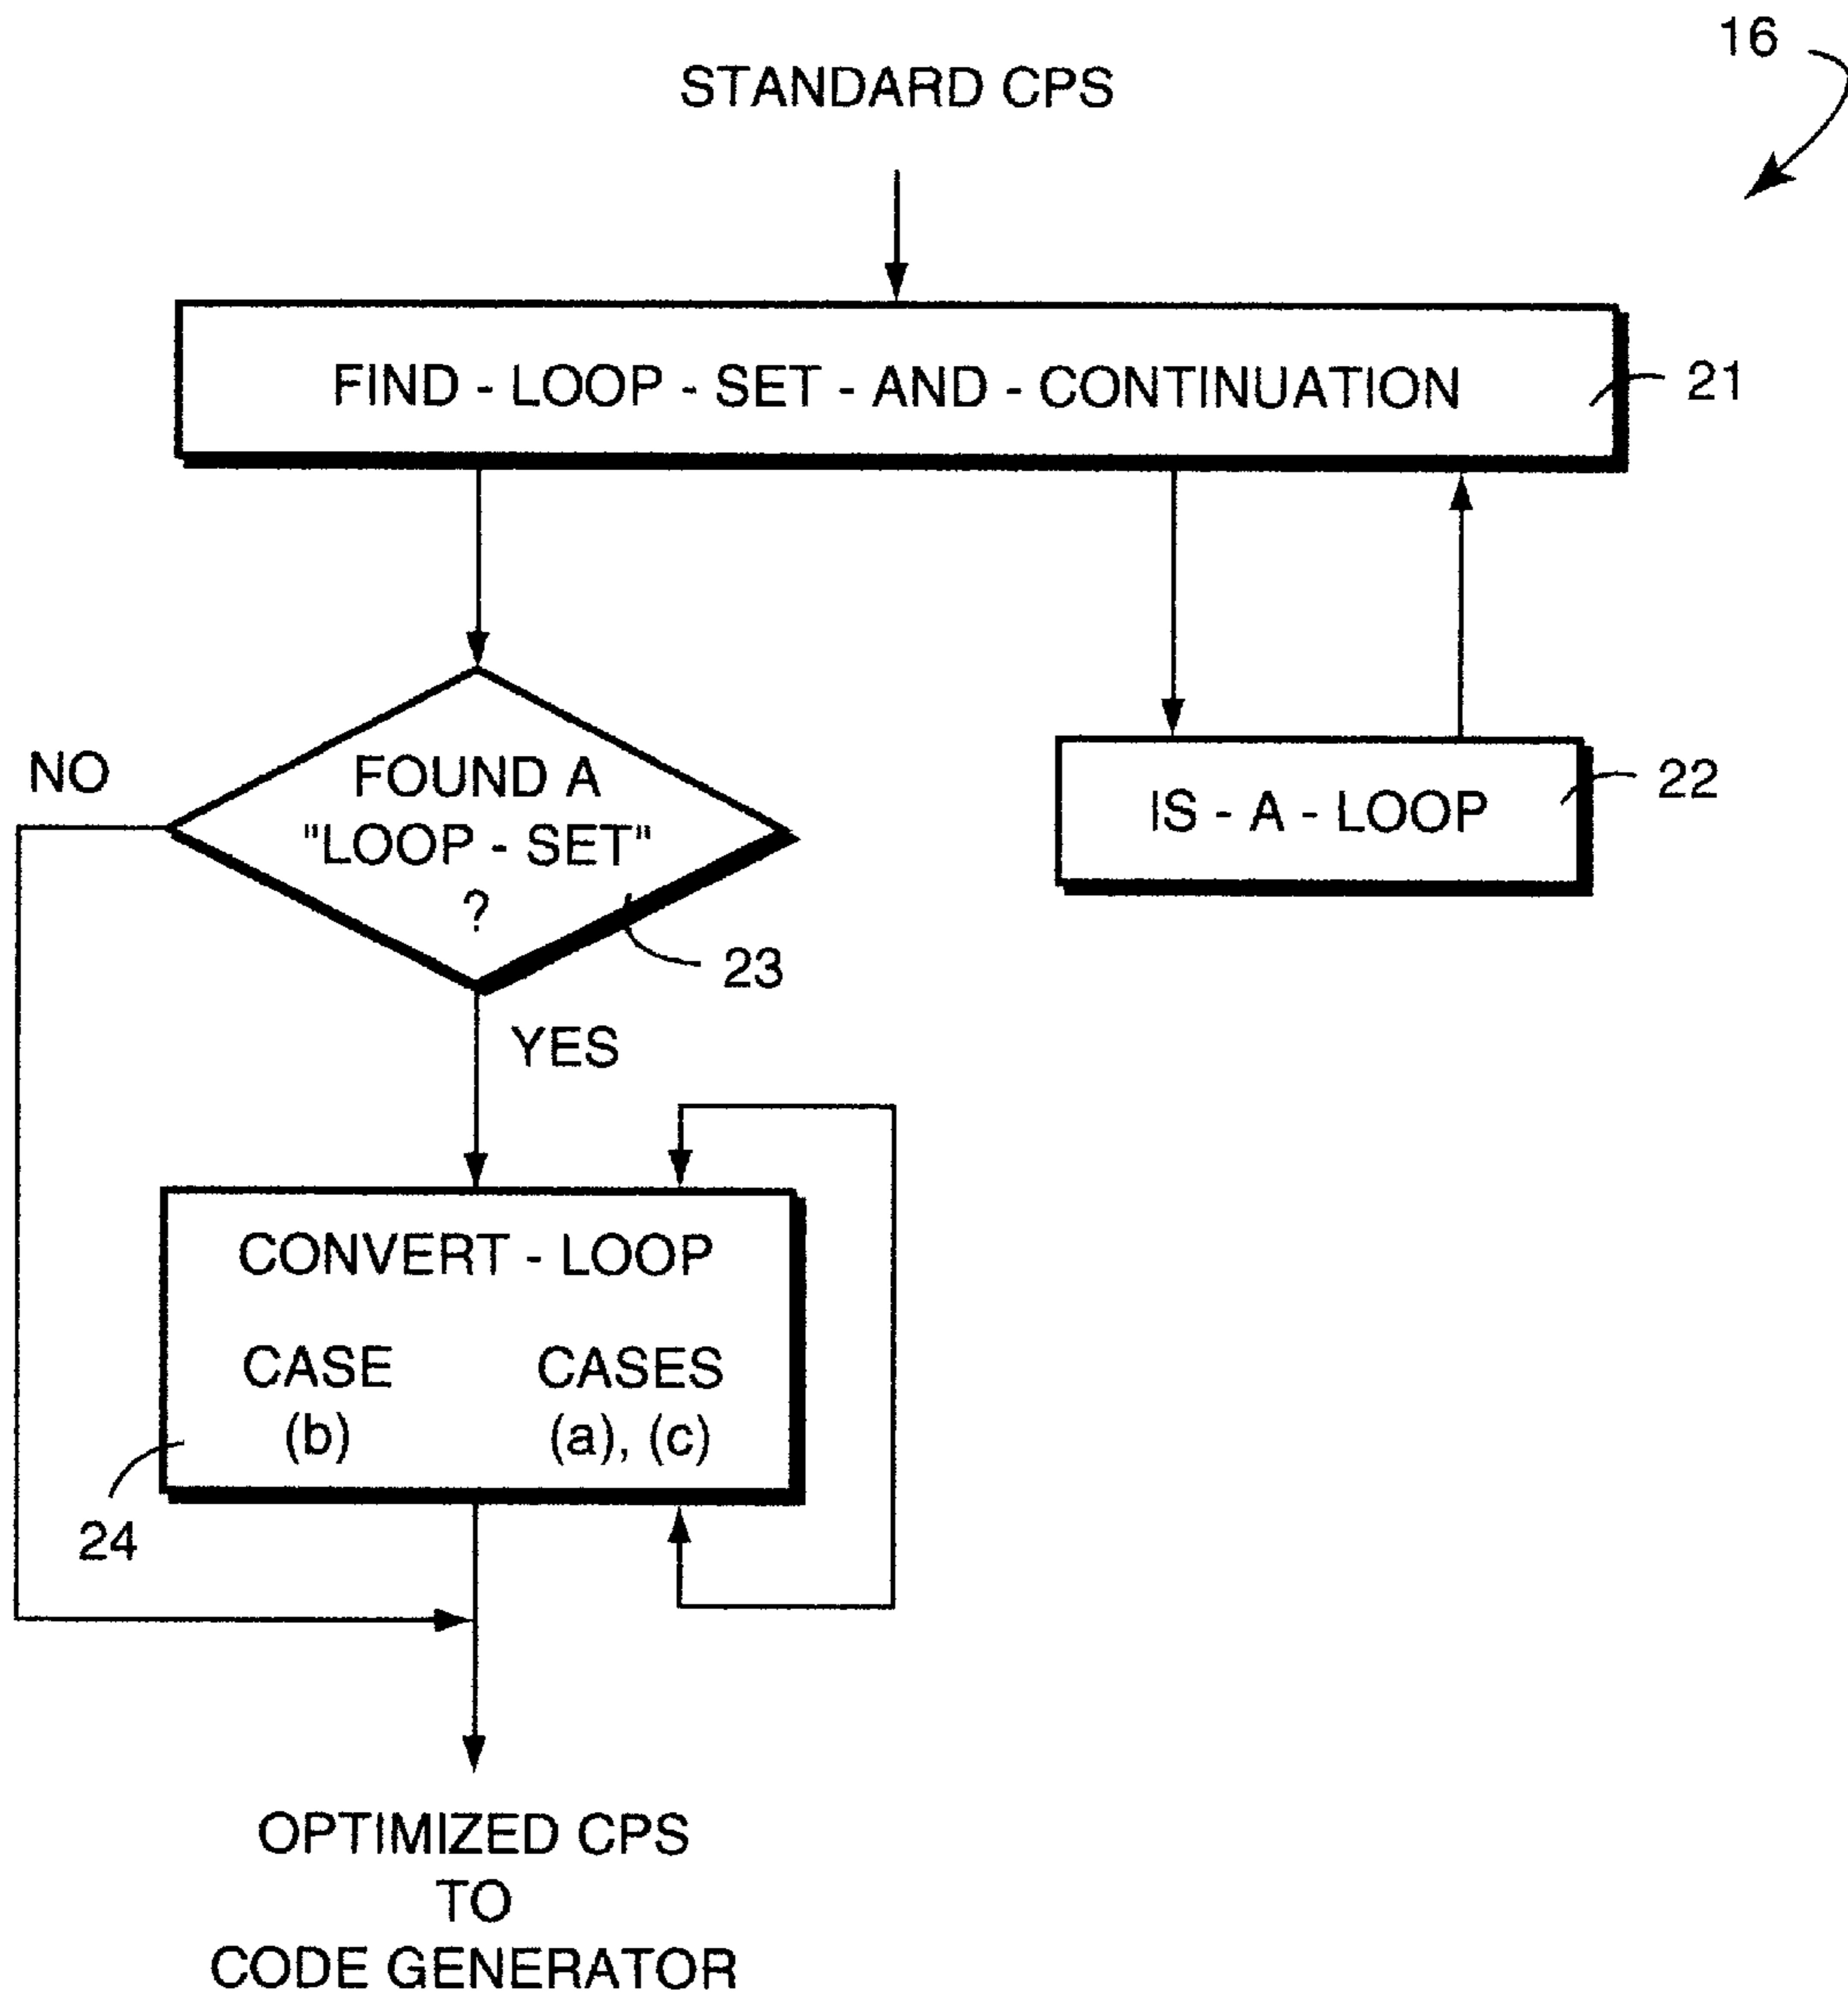 16
STANDARD CPS
FIND - LOOP - SET - AND - CONTINUATION
21
NO
FOUND A
"LOOP - SET"
?
23
IS - A - LOOP
22
YES
CONVERT - LOOP
CASE
(b)
CASES
(a), (c)
24
OPTIMIZED CPS
TO
CODE GENERATOR